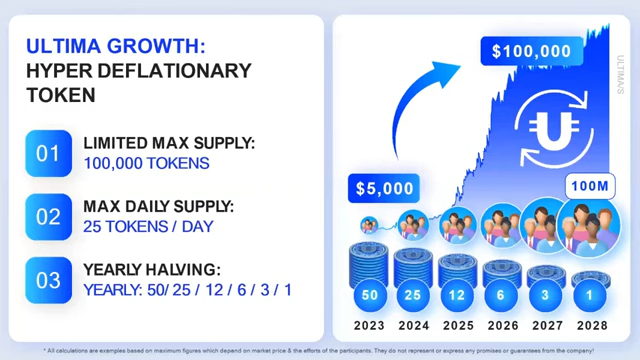 ULTIMA GROWTH:
HYPER DEFLATIONARY
TOKEN
01
LIMITED MAX SUPPLY:
100,000 TOKENS
02
MAX DAILY SUPPLY:
25 TOKENS / DAY
03
YEARLY HALVING:
YEARLY: 50/ 25 / 12 / 6 / 3 / 1
$100,000
$5,000
100M
50 25 12 6 3 1
2023 2024 2025 2026 2027 2028
* All calculations are examples based on maximum figures which depend on market price & the efforts of the participants. They do not represent or express any promises or guarantees from the company!